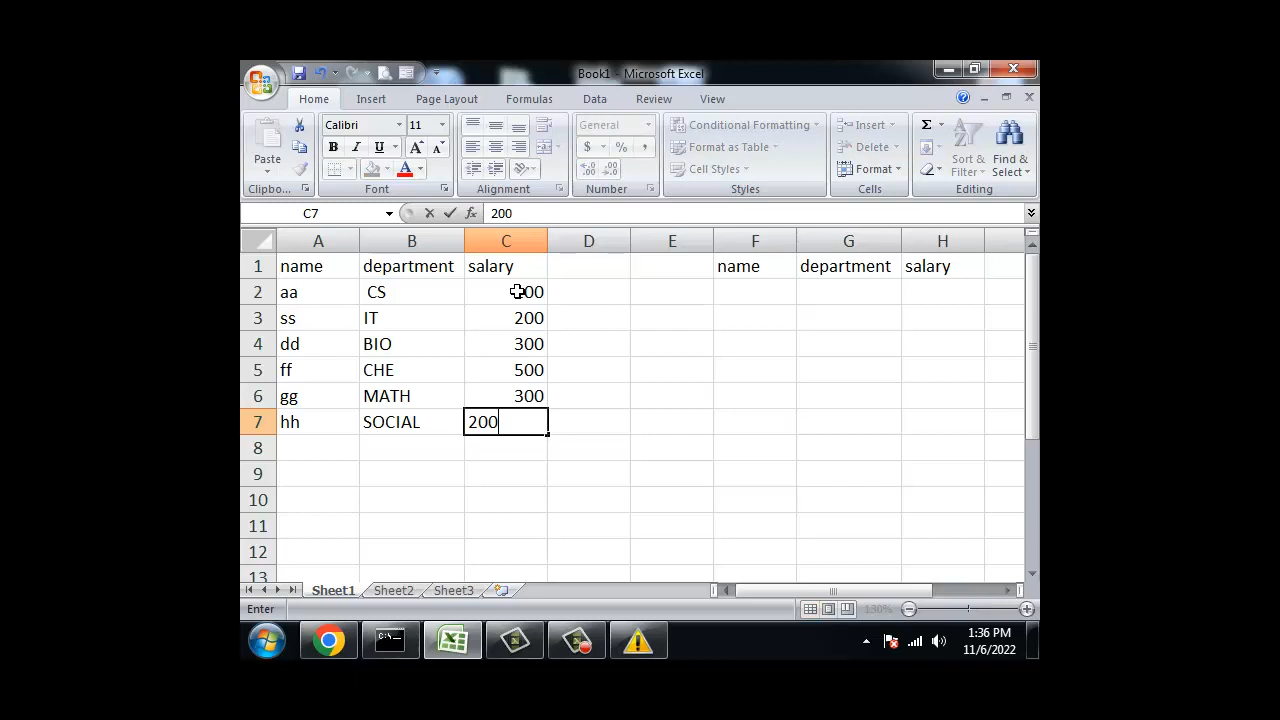 Book1 - Microsoft Excel
Home Insert Page Layout Formulas Data Review View
Calibri 11 General Conditional Formatting Insert Σ
Paste B I U $ % , Format as Table Delete Sort & Filter Find & Select
A Cell Styles Format
Clipbo... Font Alignment Number Styles Cells Editing
C7 fx 200
A B C D E F G H
1 name department salary name department salary
2 aa CS 00
3 ss IT 200
4 dd BIO 300
5 ff CHE 500
6 gg MATH 300
7 hh SOCIAL 200
8
9
10
11
12
13
Sheet1 Sheet2 Sheet3
Enter 130%
C:\_
1:36 PM
11/6/2022